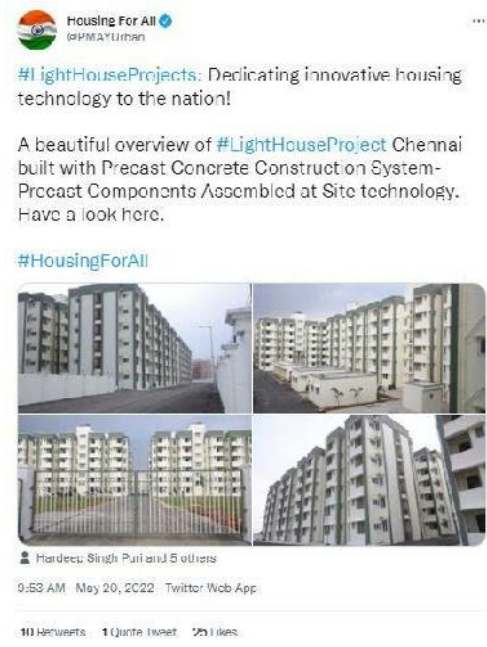 Housing For All
@PMAYUrban
#LightHouseProjects: Dedicating innovative housing
technology to the nation!
A beautiful overview of #LightHouseProject Chennai
built with Precast Concrete Construction System-
Precast Components Assembled at Site technology.
Have a look here.
#HousingForAll
Hardeep Singh Puri and 5 others
9:53 AM · May 20, 2022 · Twitter Web App
10 Retweets 1 Quote Tweet 25 Likes